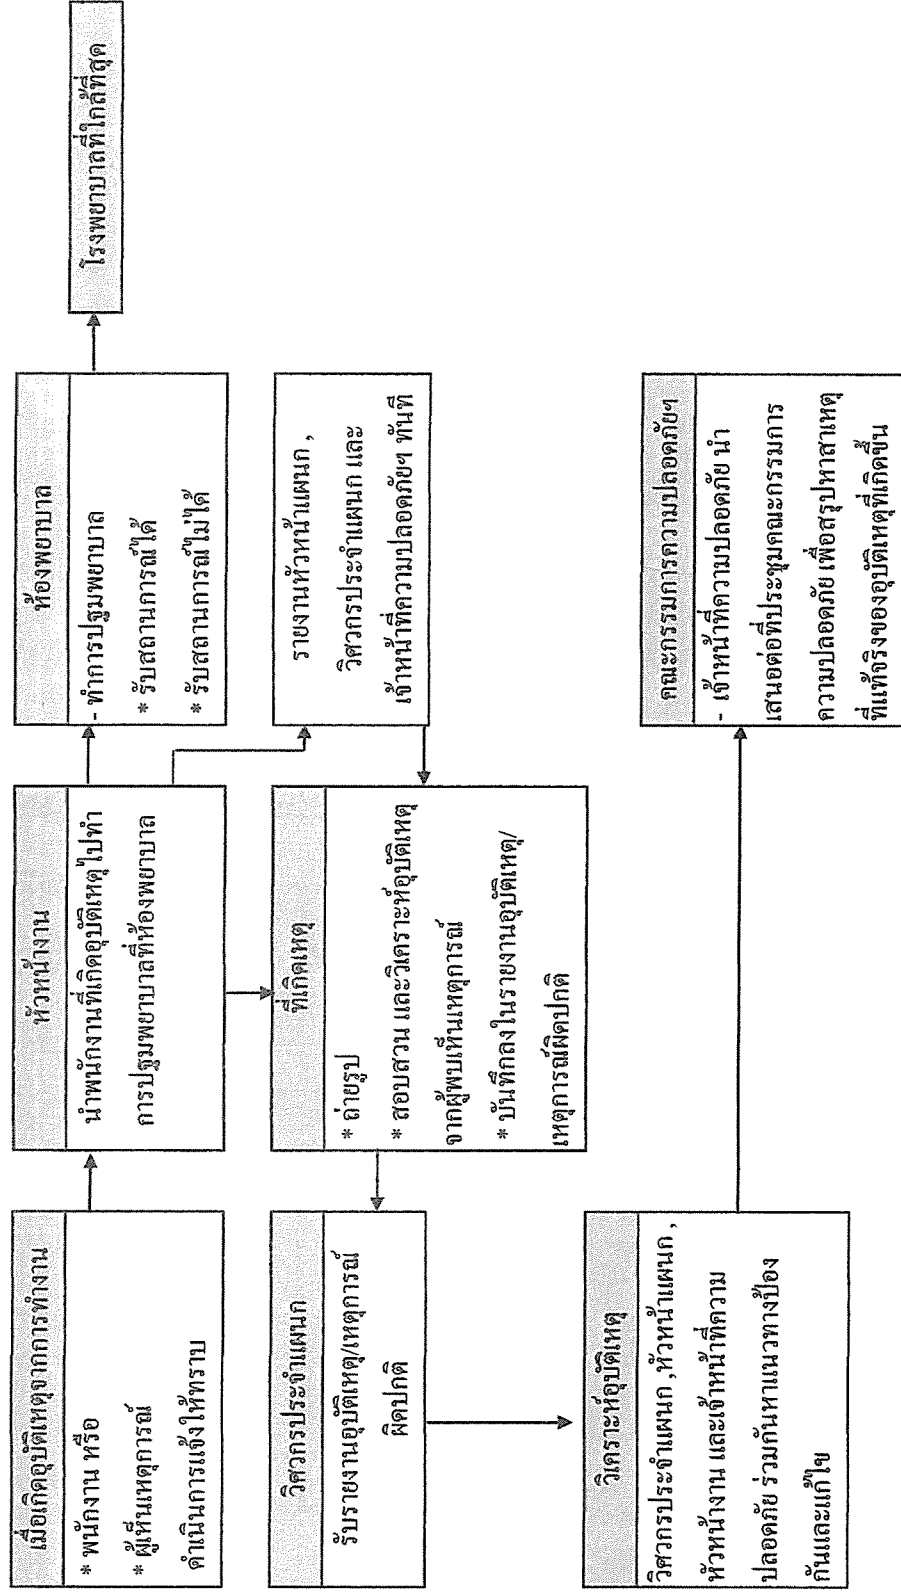 เมื่อเกิดอุบัติเหตุจากการทำงาน
* พนักงาน หรือ
* ผู้เห็นเหตุการณ์
ดำเนินการแจ้งให้ทราบ
หัวหน้างาน
นำพนักงานที่เกิดอุบัติเหตุไปทำ
การปฐมพยาบาลที่ห้องพยาบาล
ห้องพยาบาล
- ทำการปฐมพยาบาล
* รับสถานการณ์ได้
* รับสถานการณ์ไม่ได้
โรงพยาบาลที่ใกล้ที่สุด
รายงานหัวหน้าแผนก ,
วิศวกรประจำแผนก และ
เจ้าหน้าที่ความปลอดภัยฯ ทันที
ที่เกิดเหตุ
* ถ่ายรูป
* สอบสวน และวิเคราะห์อุบัติเหตุ
จากผู้พบเห็นเหตุการณ์
* บันทึกลงในรายงานอุบัติเหตุ/
เหตุการณ์ผิดปกติ
วิศวกรประจำแผนก
รับรายงานอุบัติเหตุ/เหตุการณ์
ผิดปกติ
วิเคราะห์อุบัติเหตุ
วิศวกรประจำแผนก ,หัวหน้าแผนก ,
หัวหน้างาน และเจ้าหน้าที่ความ
ปลอดภัย ร่วมกันหาแนวทางป้อง
กันและแก้ไข
คณะกรรมการความปลอดภัยฯ
- เจ้าหน้าที่ความปลอดภัย นำ
เสนอต่อที่ประชุมคณะกรรมการ
ความปลอดภัย เพื่อสรุปหาสาเหตุ
ที่แท้จริงของอุบัติเหตุที่เกิดขึ้น